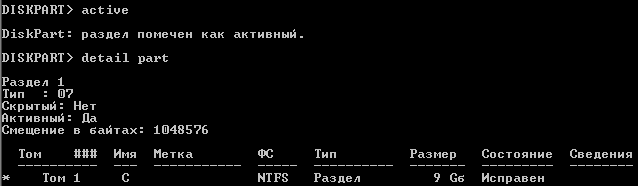 DISKPART> active
DiskPart: раздел помечен как активный.
DISKPART> detail part
Раздел 1
Тип : 07
Скрытый: Нет
Активный: Да
Смещение в байтах: 1048576
Том ### Имя Метка ФС Тип Размер Состояние Сведения
---------- --- ----------- ----- ---------- ------- --------- --------
* Том 1 C NTFS Раздел 9 Gб Исправен